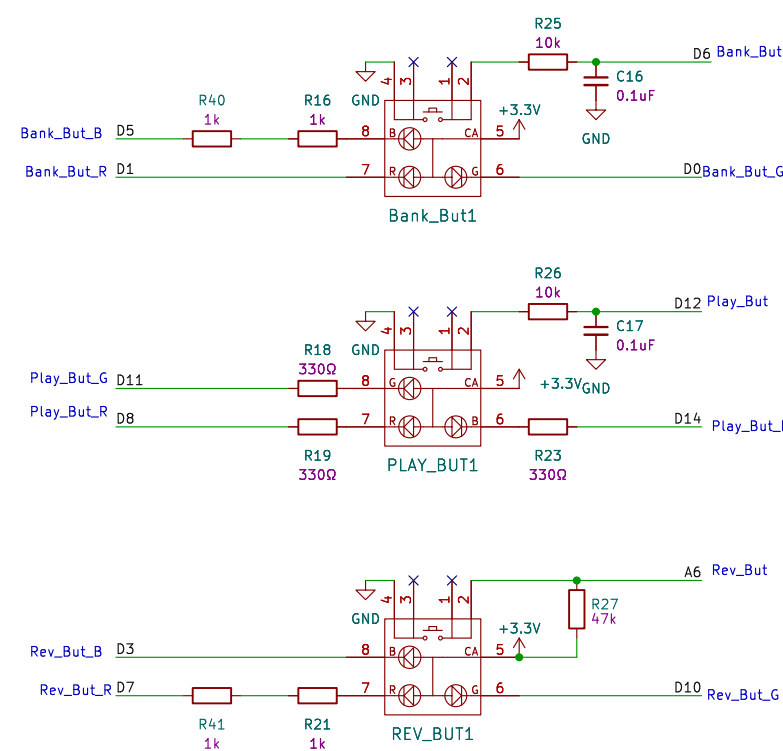 R25
10k
D6 Bank_But
4 3 1 2
C16
0.1uF
GND
R40
1k
R16
1k
+3.3V
GND
Bank_But_B D5
8 B CA 5
Bank_But_R D1
7 R G 6
D0 Bank_But_G
Bank_But1
R26
10k
D12 Play_But
4 3 1 2
C17
0.1uF
GND
R18
330Ω
Play_But_G D11
8 G CA 5
+3.3V
GND
Play_But_R D8
7 R B 6
D14 Play_But_
R19
330Ω
R23
330Ω
PLAY_BUT1
A6 Rev_But
4 3 1 2
R27
47k
GND
+3.3V
Rev_But_B D3
8 B CA 5
Rev_But_R D7
7 R G 6
D10 Rev_But_G
R41
1k
R21
1k
REV_BUT1